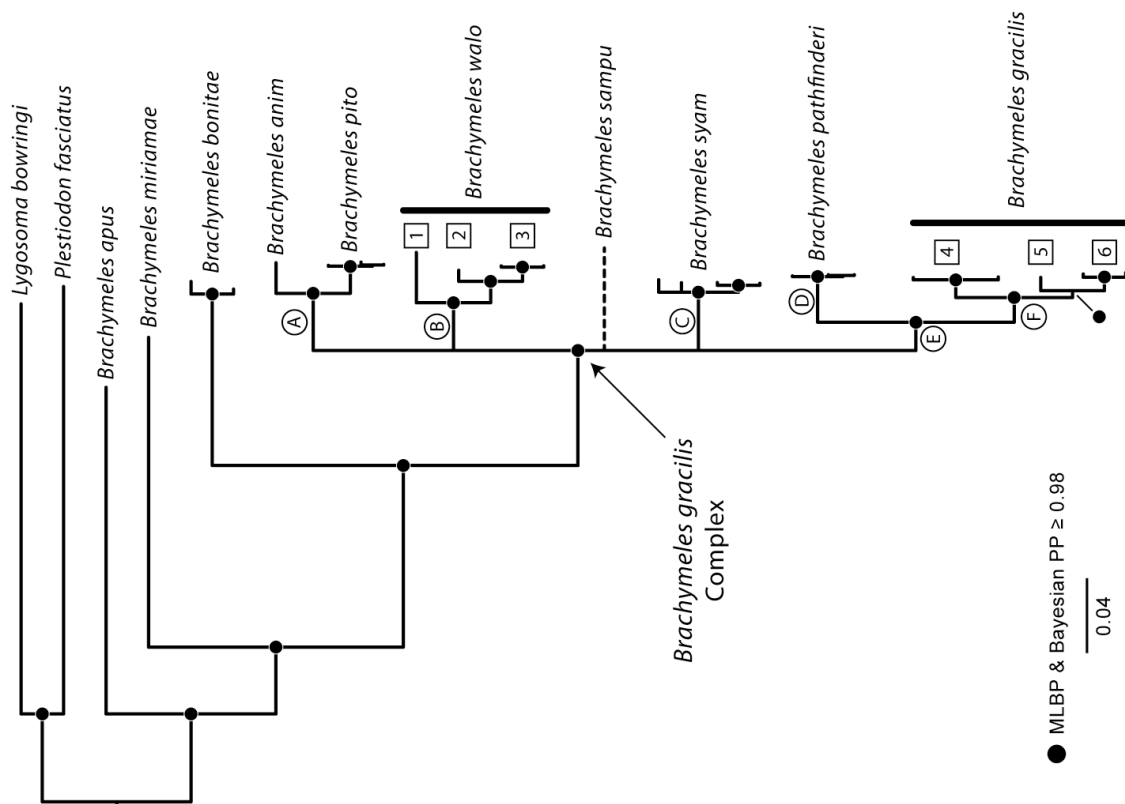 Lygosoma bowringi
Plestiodon fasciatus
Brachymeles apus
Brachymeles miriamae
Brachymeles bonitae
Brachymeles anim
Brachymeles pito
Brachymeles walo
Brachymeles sampu
Brachymeles syam
Brachymeles pathfinderi
Brachymeles gracilis
1
2
3
4
5
6
A
B
C
D
E
F
Brachymeles gracilis
Complex
MLBP & Bayesian PP ≥ 0.98
0.04